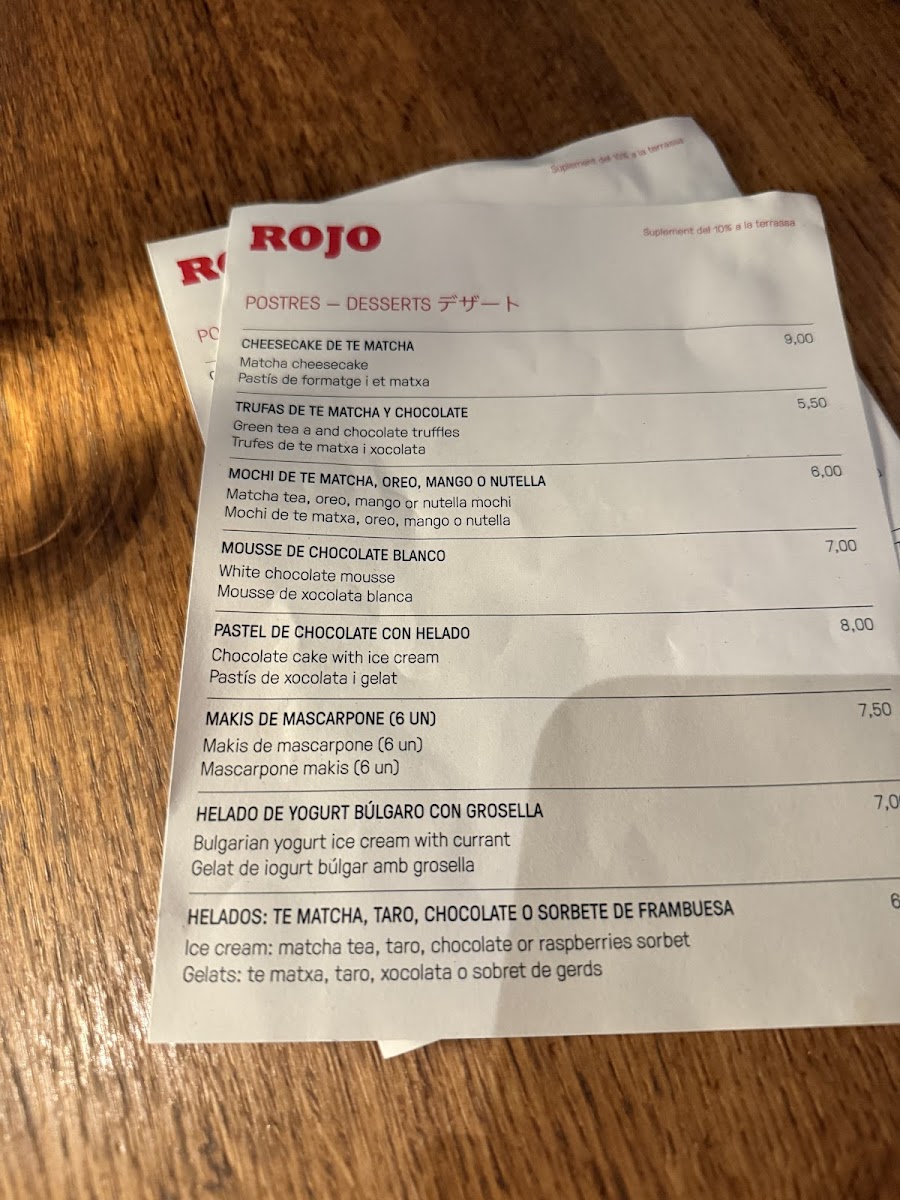 Suplement del 10% a la terrassa
ROJO
Suplement del 10% a la terrassa
POSTRES – DESSERTS デザート
CHEESECAKE DE TE MATCHA 9,00
Matcha cheesecake
Pastís de formatge i et matxa
TRUFAS DE TE MATCHA Y CHOCOLATE 5,50
Green tea a and chocolate truffles
Trufes de te matxa i xocolata
MOCHI DE TE MATCHA, OREO, MANGO O NUTELLA 6,00
Matcha tea, oreo, mango or nutella mochi
Mochi de te matxa, oreo, mango o nutella
MOUSSE DE CHOCOLATE BLANCO 7,00
White chocolate mousse
Mousse de xocolata blanca
PASTEL DE CHOCOLATE CON HELADO 8,00
Chocolate cake with ice cream
Pastís de xocolata i gelat
MAKIS DE MASCARPONE (6 UN) 7,50
Makis de mascarpone (6 un)
Mascarpone makis (6 un)
HELADO DE YOGURT BÚLGARO CON GROSELLA 7,0
Bulgarian yogurt ice cream with currant
Gelat de iogurt búlgar amb grosella
HELADOS: TE MATCHA, TARO, CHOCOLATE O SORBETE DE FRAMBUESA 6
Ice cream: matcha tea, taro, chocolate or raspberries sorbet
Gelats: te matxa, taro, xocolata o sobret de gerds